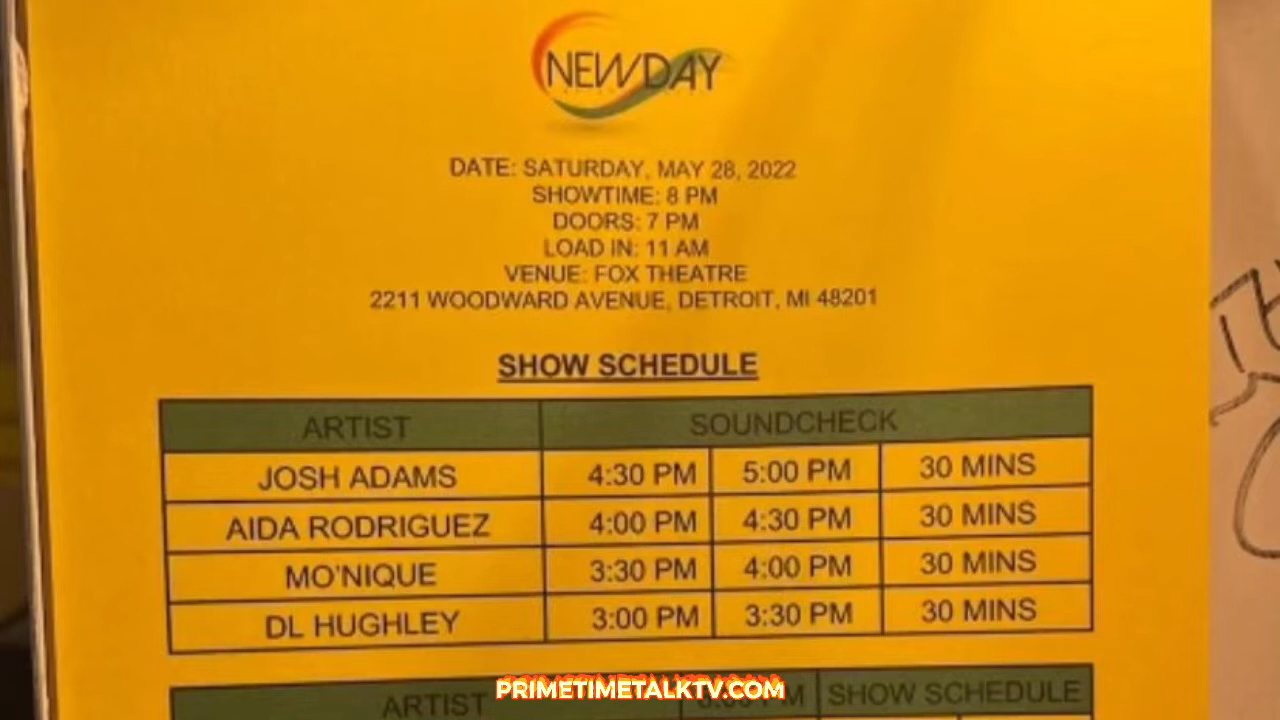 NEWDAY
DATE: SATURDAY, MAY 28, 2022
SHOWTIME: 8 PM
DOORS: 7 PM
LOAD IN: 11 AM
VENUE: FOX THEATRE
2211 WOODWARD AVENUE, DETROIT, MI 48201
SHOW SCHEDULE
ARTIST SOUNDCHECK
JOSH ADAMS 4:30 PM 5:00 PM 30 MINS
AIDA RODRIGUEZ 4:00 PM 4:30 PM 30 MINS
MO'NIQUE 3:30 PM 4:00 PM 30 MINS
DL HUGHLEY 3:00 PM 3:30 PM 30 MINS
ARTIST SHOW SCHEDULE
PRIMETIMETALKTV.COM